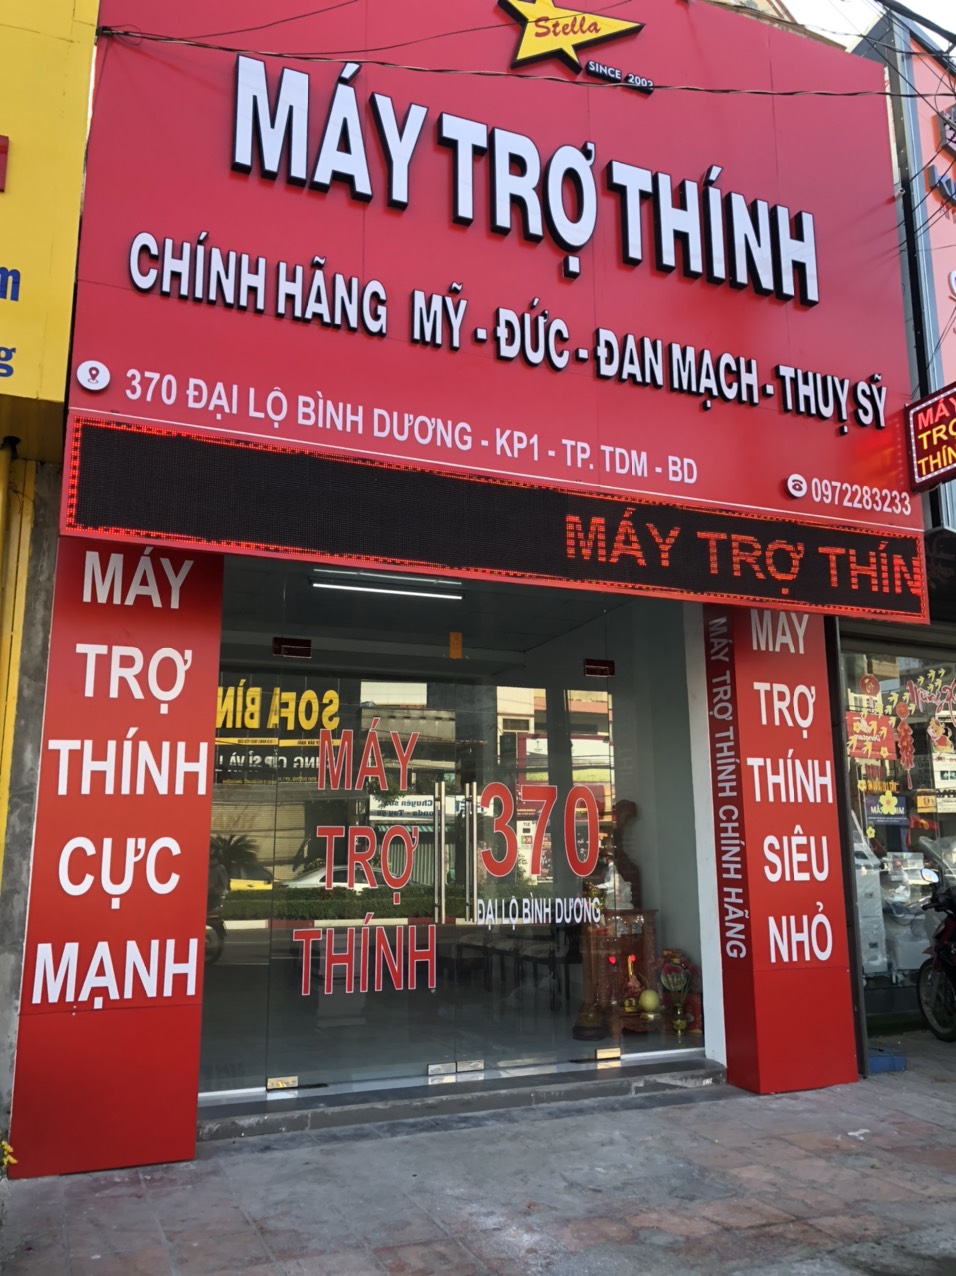 Stella
SINCE 2002
MÁY TRỢ THÍNH
CHÍNH HÃNG MỸ - ĐỨC - ĐAN MẠCH - THUỴ SỸ
370 ĐẠI LỘ BÌNH DƯƠNG - KP1 - TP. TDM - BD
0972283233
MÁY TRỢ THÍN
MÁY
TRỢ
THÍN
MÁY
TRỢ
THÍNH
CỰC
MẠNH
SOFA BÌN
MÁY
TRỢ
THÍNH
370
ĐẠI LỘ BÌNH DƯƠNG
MÁY TRỢ THÍNH CHÍNH HÃNG
MÁY
TRỢ
THÍNH
SIÊU
NHỎ